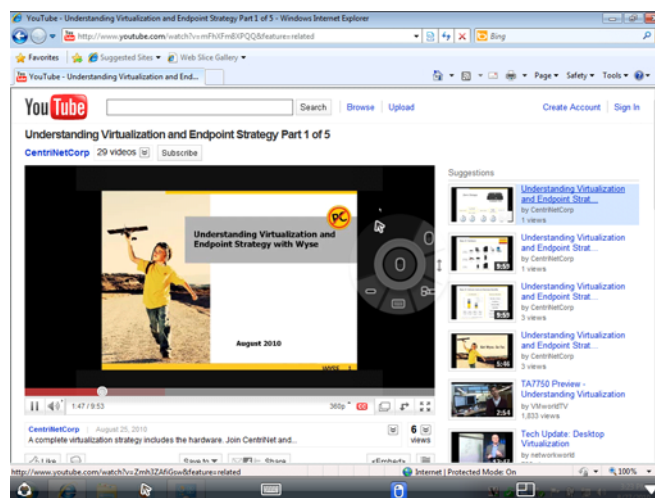 YouTube - Understanding Virtualization and Endpoint Strategy Part 1 of 5 - Windows Internet Explorer
http://www.youtube.com/watch?v=mFhXFmBXPQQ&feature=related
Bing
Favorites Suggested Sites Web Slice Gallery
YouTube - Understanding Virtualization and End...
Page Safety Tools
YouTube
Search Browse Upload Create Account Sign In
Understanding Virtualization and Endpoint Strategy Part 1 of 5
CentriNetCorp 29 videos Subscribe
PC
Understanding Virtualization and
Endpoint Strategy with Wyse
August 2010
WYSE
1:47 / 9:53 360p CC
CentriNetCorp August 25, 2010
A complete virtualization strategy includes the hardware. Join CentriNet and...
6
views
Like Save to Share <Embed>
Suggestions
Understanding Virtualization
and Endpoint Strat...
by CentriNetCorp
1 views
Understanding Virtualization
and Endpoint Strat...
by CentriNetCorp
1 views
9:59
Understanding Virtualization
and Endpoint Strat...
by CentriNetCorp
3 views
9:55
Understanding Virtualization
and Endpoint Strat...
by CentriNetCorp
3 views
5:46
TA7750 Preview -
Understanding Virtualization
by VMworldTV
1,833 views
2:54
Tech Update: Desktop
Virtualization
by networkworld
http://www.youtube.com/watch?v=Zmh3ZAfiGsw&feature=related
Internet | Protected Mode: On
100%